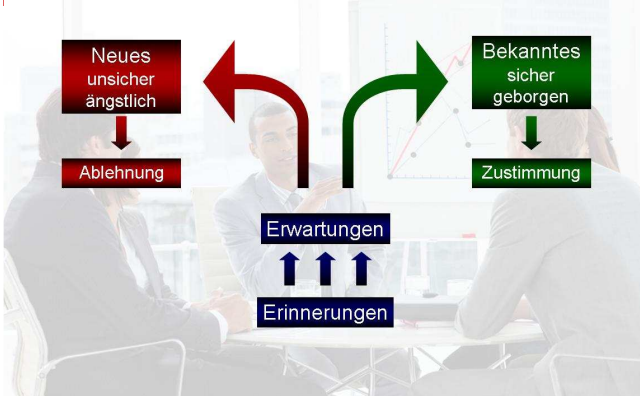 Neues
unsicher
ängstlich
Ablehnung
Bekanntes
sicher
geborgen
Zustimmung
Erwartungen
Erinnerungen